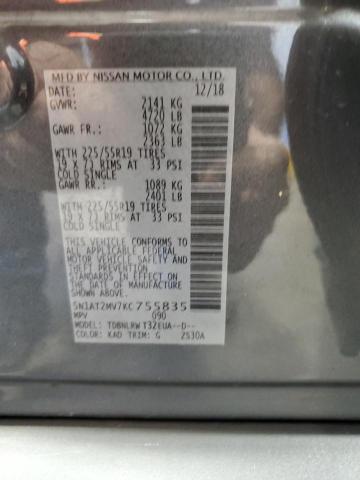 MFD BY NISSAN MOTOR CO., LTD.
DATE: 12/18
GVWR: 2141 KG
4720 LB
GAWR FR.: 1072 KG
2363 LB
WITH 225/55R19 TIRES
19 X 7J RIMS AT 33 PSI
COLD SINGLE
GAWR RR.: 1089 KG
2401 LB
WITH 225/55R19 TIRES
19 X 7J RIMS AT 33 PSI
COLD SINGLE
THIS VEHICLE CONFORMS TO
ALL APPLICABLE FEDERAL
MOTOR VEHICLE SAFETY
STANDARDS IN EFFECT ON
THE DATE OF MANUFACTURE
SHOWN ABOVE.
5N1AT2MV7KC755835
MPV 090
MODEL: TDBNLRW T32EUA--D--
COLOR: KAD TRIM: G 2S30A